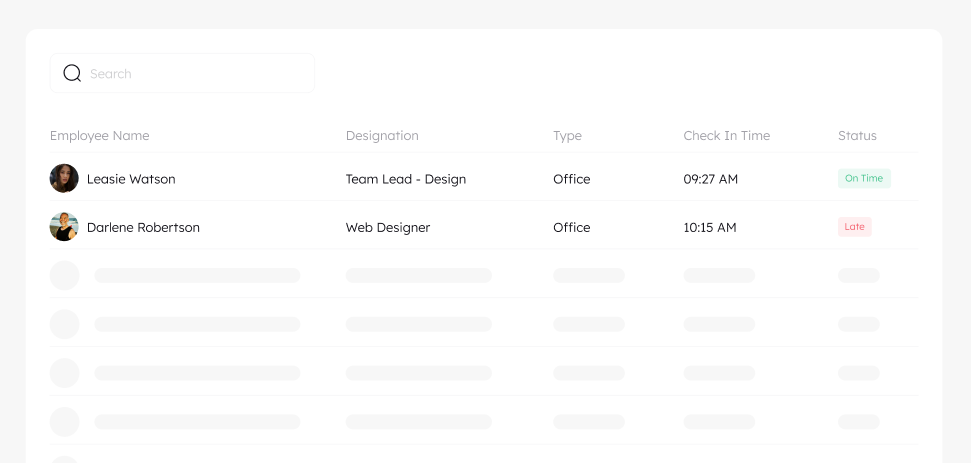 Search
Employee Name Designation Type Check In Time Status
Leasie Watson Team Lead - Design Office 09:27 AM On Time
Darlene Robertson Web Designer Office 10:15 AM Late